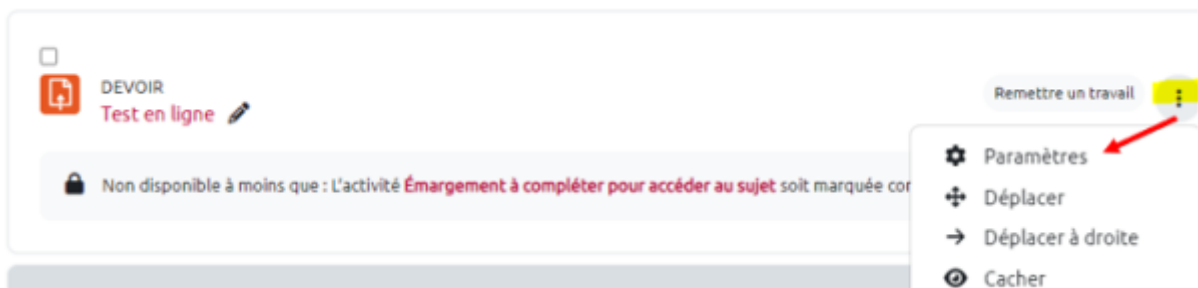 DEVOIR
Test en ligne
Remettre un travail
Paramètres
Non disponible à moins que : L'activité Émargement à compléter pour accéder au sujet soit marquée
Déplacer
Déplacer à droite
Cacher